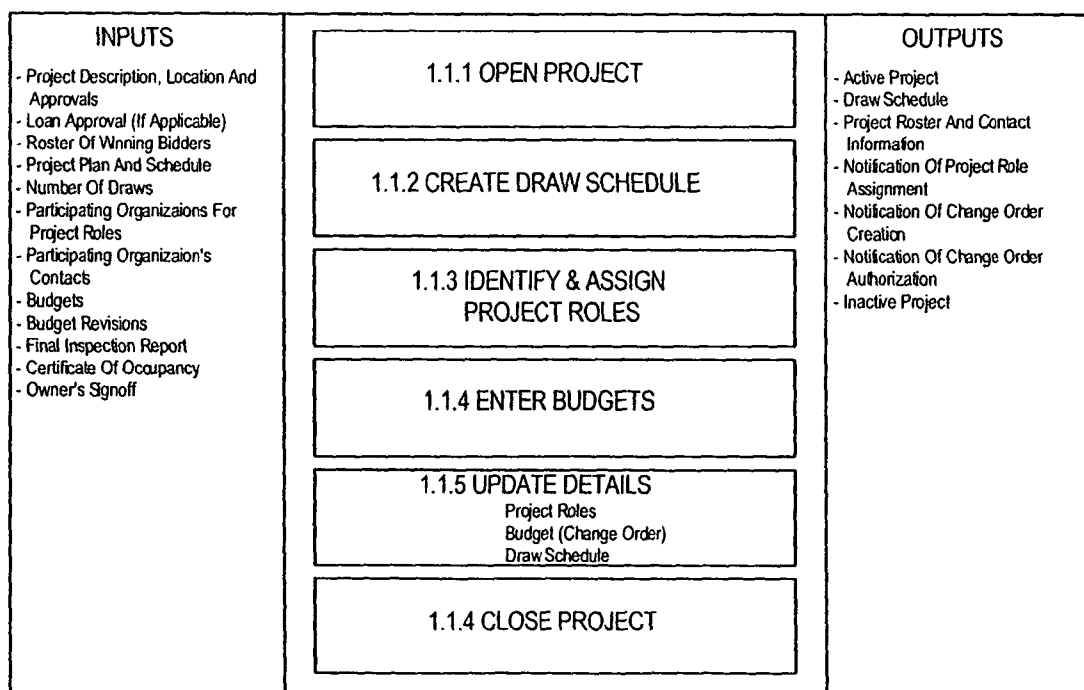 INPUTS
- Project Description, Location And
Approvals
- Loan Approval (If Applicable)
- Roster Of Winning Bidders
- Project Plan And Schedule
- Number Of Draws
- Participating Organizaions For
Project Roles
- Participating Organizaion's
Contacts
- Budgets
- Budget Revisions
- Final Inspection Report
- Certificate Of Occupancy
- Owner's Signoff
1.1.1 OPEN PROJECT
1.1.2 CREATE DRAW SCHEDULE
1.1.3 IDENTIFY & ASSIGN
PROJECT ROLES
1.1.4 ENTER BUDGETS
1.1.5 UPDATE DETAILS
Project Roles
Budget (Change Order)
Draw Schedule
1.1.4 CLOSE PROJECT
OUTPUTS
- Active Project
- Draw Schedule
- Project Roster And Contact
Information
- Notification Of Project Role
Assignment
- Notification Of Change Order
Creation
- Notification Of Change Order
Authorization
- Inactive Project